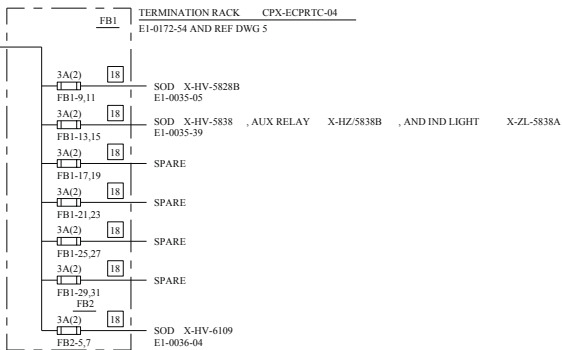 FB1 TERMINATION RACK CPX-ECPRTC-04
E1-0172-54 AND REF DWG 5
3A(2) 18
SOD X-HV-5828B
FB1-9,11 E1-0035-05
3A(2) 18
SOD X-HV-5838 , AUX RELAY X-HZ/5838B , AND IND LIGHT X-ZL-5838A
FB1-13,15 E1-0035-39
3A(2) 18
SPARE
FB1-17,19
3A(2) 18
SPARE
FB1-21,23
3A(2) 18
SPARE
FB1-25,27
3A(2) 18
SPARE
FB1-29,31
FB2
3A(2) 18
SOD X-HV-6109
FB2-5,7 E1-0036-04